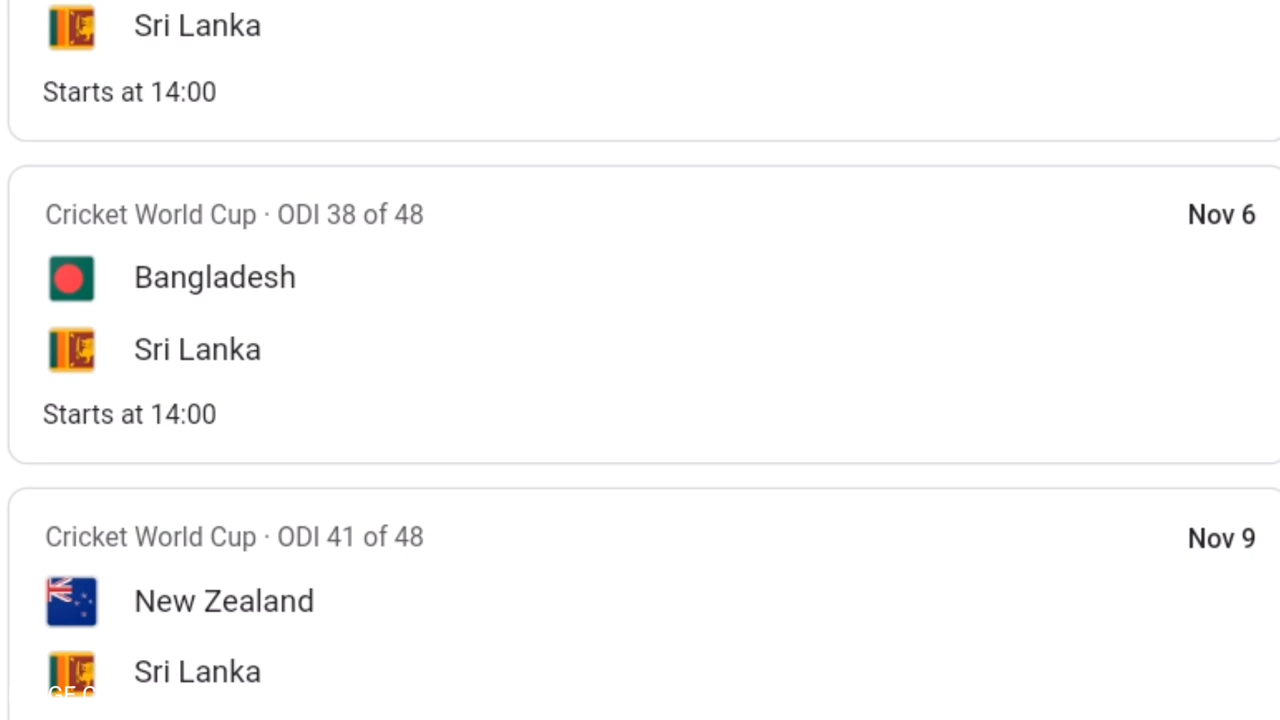 Sri Lanka
Starts at 14:00
Cricket World Cup · ODI 38 of 48
Nov 6
Bangladesh
Sri Lanka
Starts at 14:00
Cricket World Cup · ODI 41 of 48
Nov 9
New Zealand
Sri Lanka